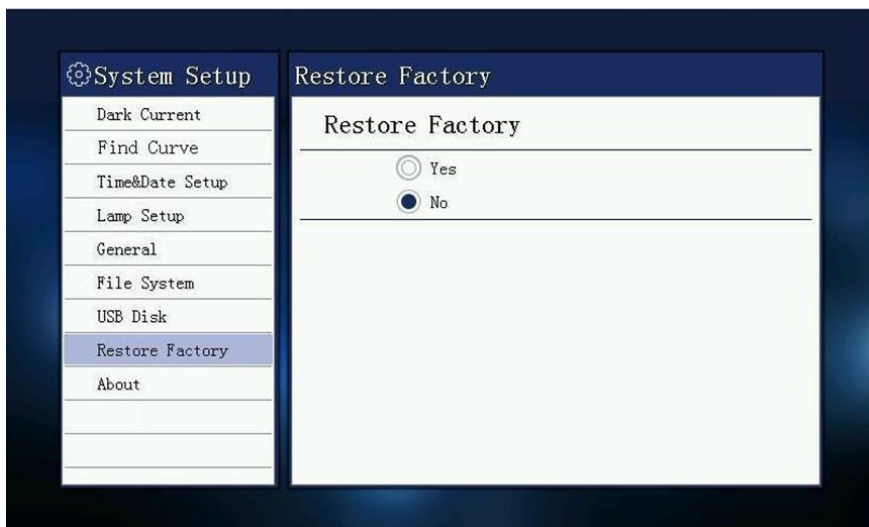 System Setup
Dark Current
Find Curve
Time&Date Setup
Lamp Setup
General
File System
USB Disk
Restore Factory
About
Restore Factory
Restore Factory
Yes
No